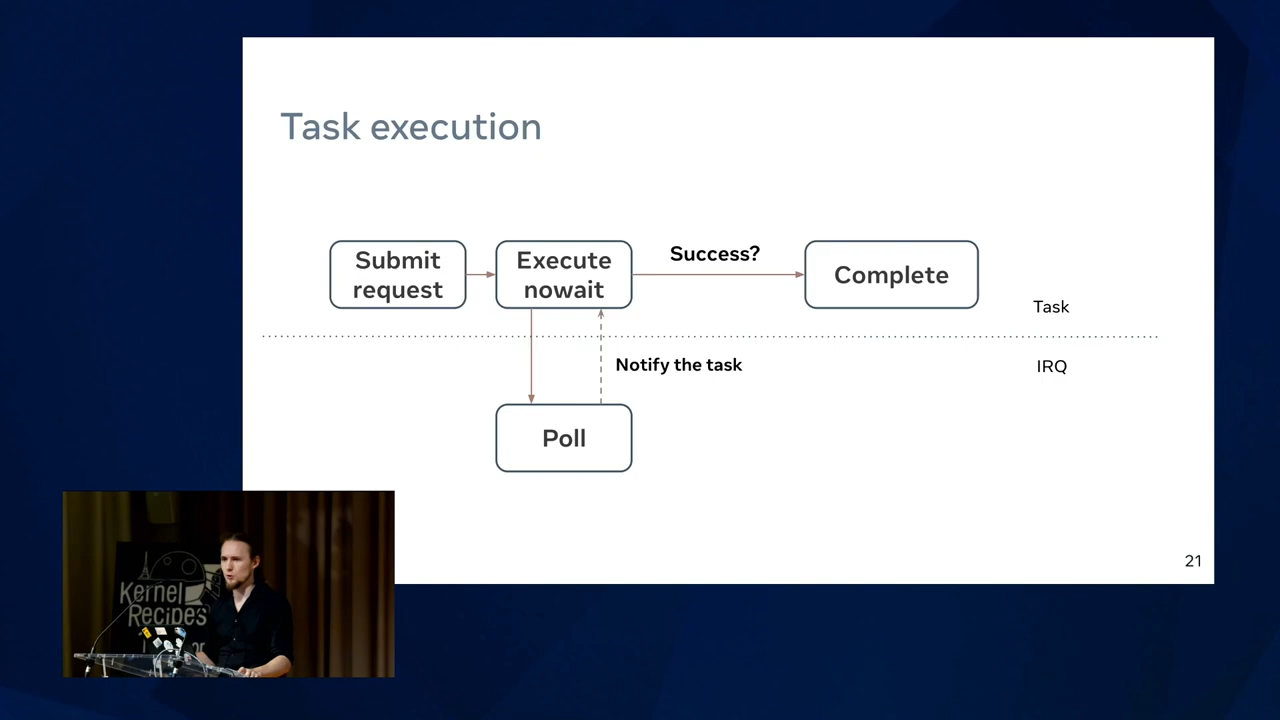 Task execution
Submit
request
Execute
nowait
Success?
Complete
Task
Notify the task
IRQ
Poll
21
Kernel
Recipes